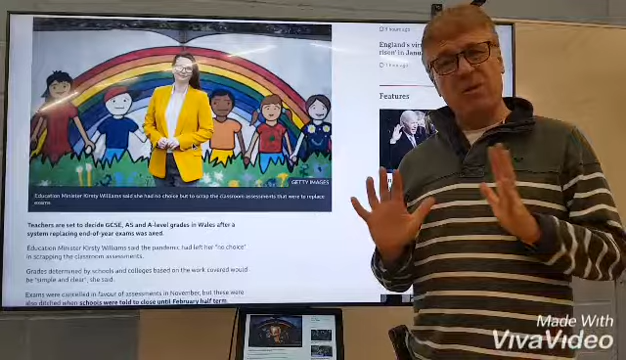 GETTY IMAGES
Education Minister Kirsty Williams said she had no choice but to scrap the classroom assessments that were to replace
exams
Teachers are set to decide GCSE, AS and A-level grades in Wales after a
system replacing end-of-year exams was axed.
Education Minister Kirsty Williams said the pandemic had left her "no choice"
in scrapping the classroom assessments.
Grades determined by schools and colleges based on the work covered would
be "simple and clear", she said.
Exams were cancelled in favour of assessments in November, but these were
also ditched when schools were told to close until February half term.
hours ago
England's
risen' in
Features
Made With
VivaVideo